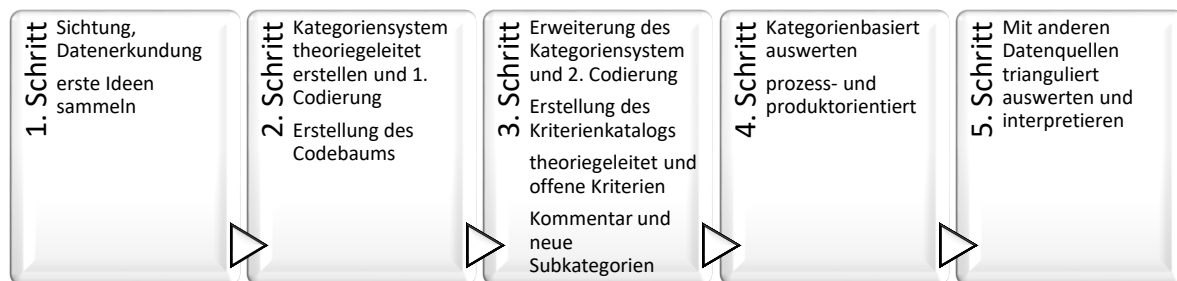 1. Schritt
Sichtung,
Datenerkundung
erste Ideen
sammeln
2. Schritt
Kategoriensystem
theoriegeleitet
erstellen und 1.
Codierung
Erstellung des
Codebaums
3. Schritt
Erweiterung des
Kategoriensystem
und 2. Codierung
Erstellung des
Kriterienkatalogs
theoriegeleitet und
offene Kriterien
Kommentar und
neue
Subkategorien
4. Schritt
Kategorienbasiert
auswerten
prozess- und
produktorientiert
5. Schritt
Mit anderen
Datenquellen
trianguliert
auswerten und
interpretieren